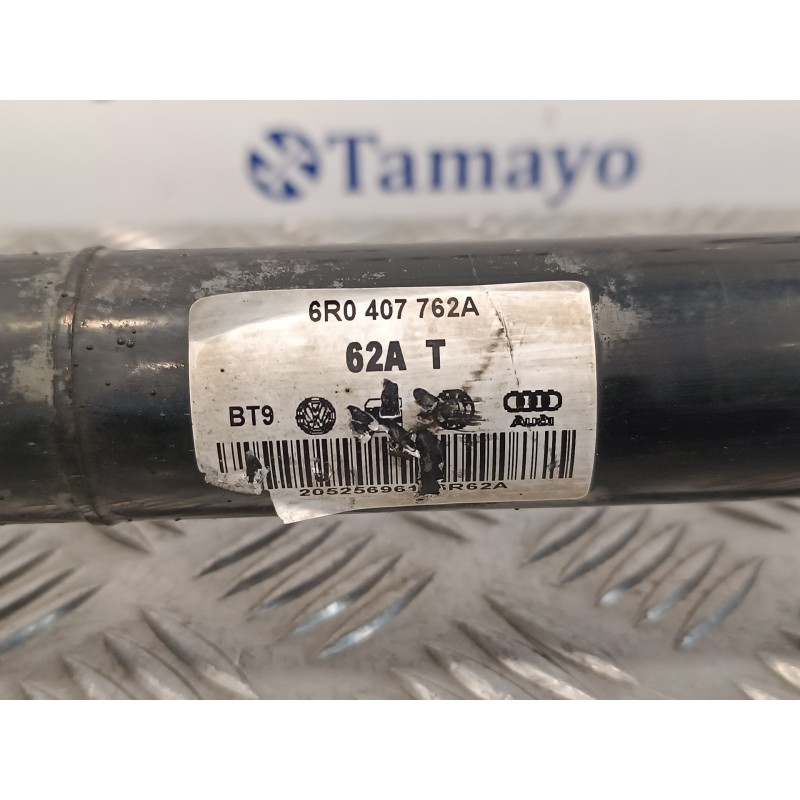 Tamayo
6R0 407 762A
62A T
BT9
Audi
205256961 R62A